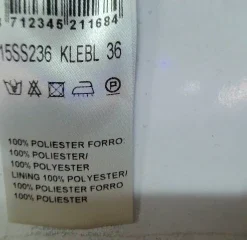 8 712345 211684
15SS236 KLEBL 36
P
100% POLIESTER FORRO:
100% POLIESTER/
100% POLYESTER
LINING 100% POLYESTER/
100% POLIESTER FORRO
100% POLIESTER